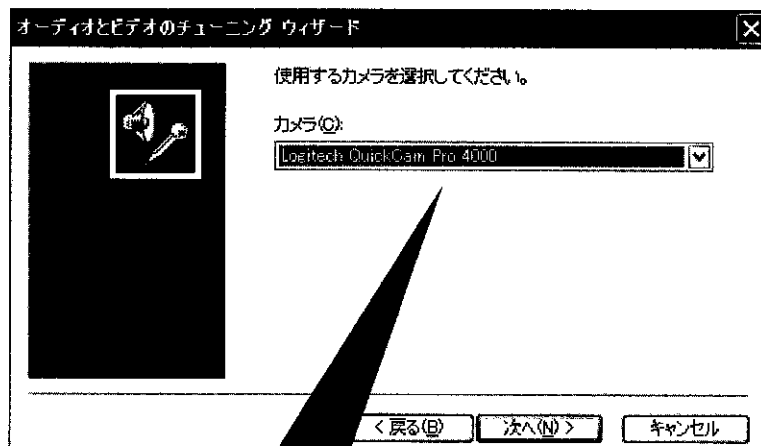 オーディオとビデオのチューニング ウィザード
使用するカメラを選択してください。
カメラ(C):
Logitech QuickCam Pro 4000
< 戻る(B)
次へ(N) >
キャンセル